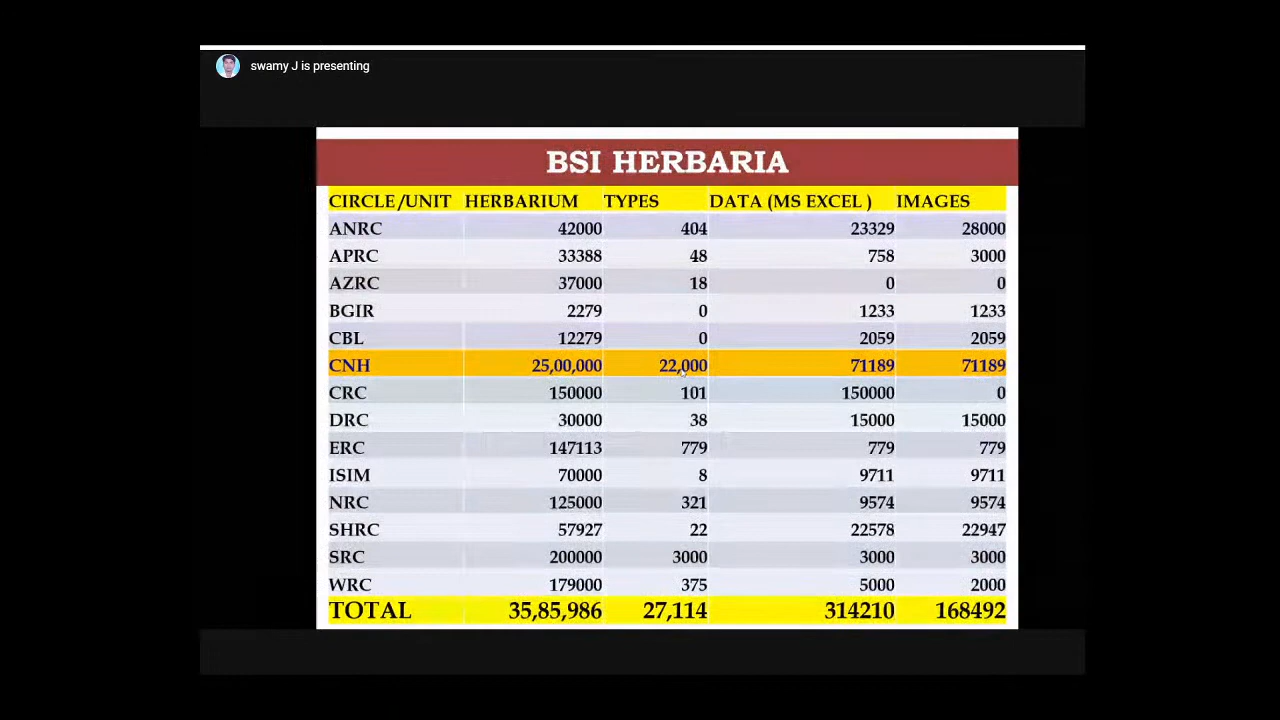 swamy J is presenting
BSI HERBARIA
CIRCLE/UNIT HERBARIUM TYPES DATA (MS EXCEL ) IMAGES
ANRC 42000 404 23329 28000
APRC 33388 48 758 3000
AZRC 37000 18 0 0
BGIR 2279 0 1233 1233
CBL 12279 0 2059 2059
CNH 25,00,000 22,000 71189 71189
CRC 150000 101 150000 0
DRC 30000 38 15000 15000
ERC 147113 779 779 779
ISIM 70000 8 9711 9711
NRC 125000 321 9574 9574
SHRC 57927 22 22578 22947
SRC 200000 3000 3000 3000
WRC 179000 375 5000 2000
TOTAL 35,85,986 27,114 314210 168492